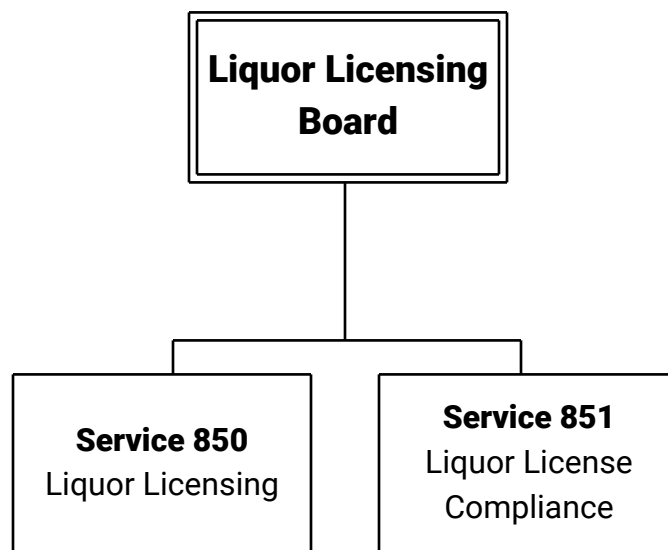 Liquor Licensing
Board
Service 850
Liquor Licensing
Service 851
Liquor License
Compliance